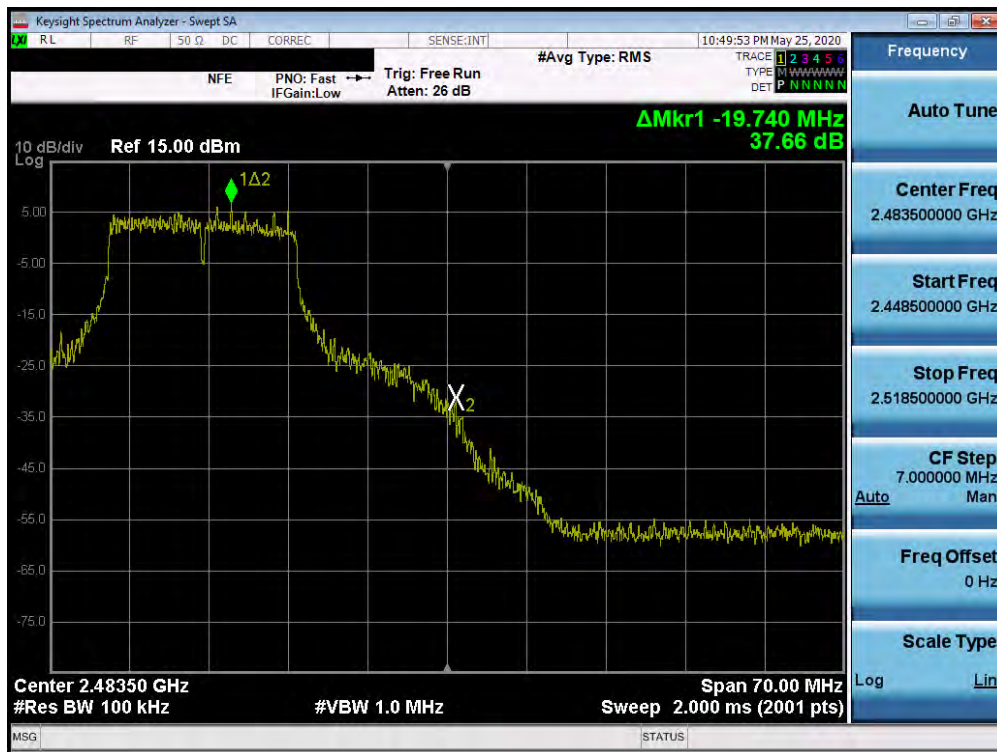 Keysight Spectrum Analyzer - Swept SA
LXI RL RF 50 Ω DC CORREC SENSE:INT 10:49:53 PM May 25, 2020
NFE PNO: Fast Trig: Free Run #Avg Type: RMS TRACE 1 2 3 4 5 6
IFGain:Low Atten: 26 dB TYPE M WWWWW
DET P N N N N N
ΔMkr1 -19.740 MHz
37.66 dB
10 dB/div Ref 15.00 dBm
Log
1Δ2
5.00
-5.00
-15.0
-25.0
X2
-35.0
-45.0
-55.0
-65.0
-75.0
Center 2.48350 GHz Span 70.00 MHz
#Res BW 100 kHz #VBW 1.0 MHz Sweep 2.000 ms (2001 pts)
MSG STATUS
Frequency
Auto Tune
Center Freq
2.483500000 GHz
Start Freq
2.448500000 GHz
Stop Freq
2.518500000 GHz
CF Step
7.000000 MHz
Auto Man
Freq Offset
0 Hz
Scale Type
Log Lin